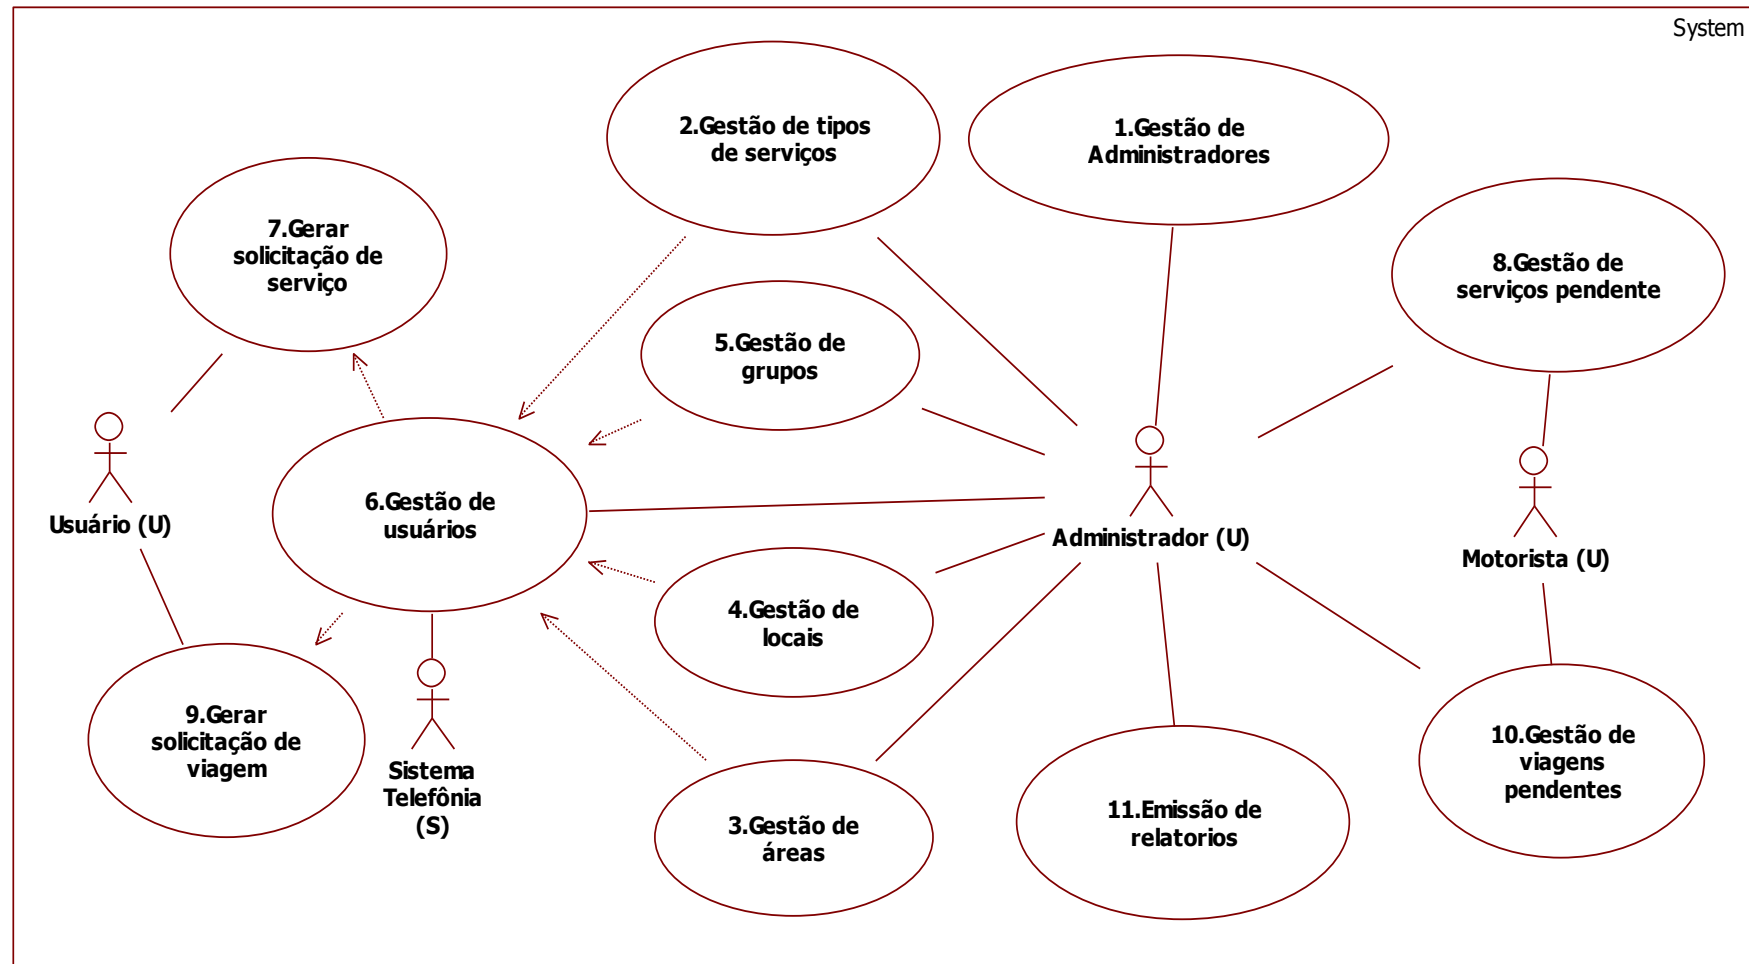 System
2.Gestão de tipos
de serviços
1.Gestão de
Administradores
7.Gerar
solicitação de
serviço
8.Gestão de
serviços pendente
5.Gestão de
grupos
6.Gestão de
usuários
Usuário (U)
Administrador (U)
Motorista (U)
4.Gestão de
locais
9.Gerar
solicitação de
viagem
Sistema
Telefônia
(S)
10.Gestão de
viagens
pendentes
11.Emissão de
relatorios
3.Gestão de
áreas